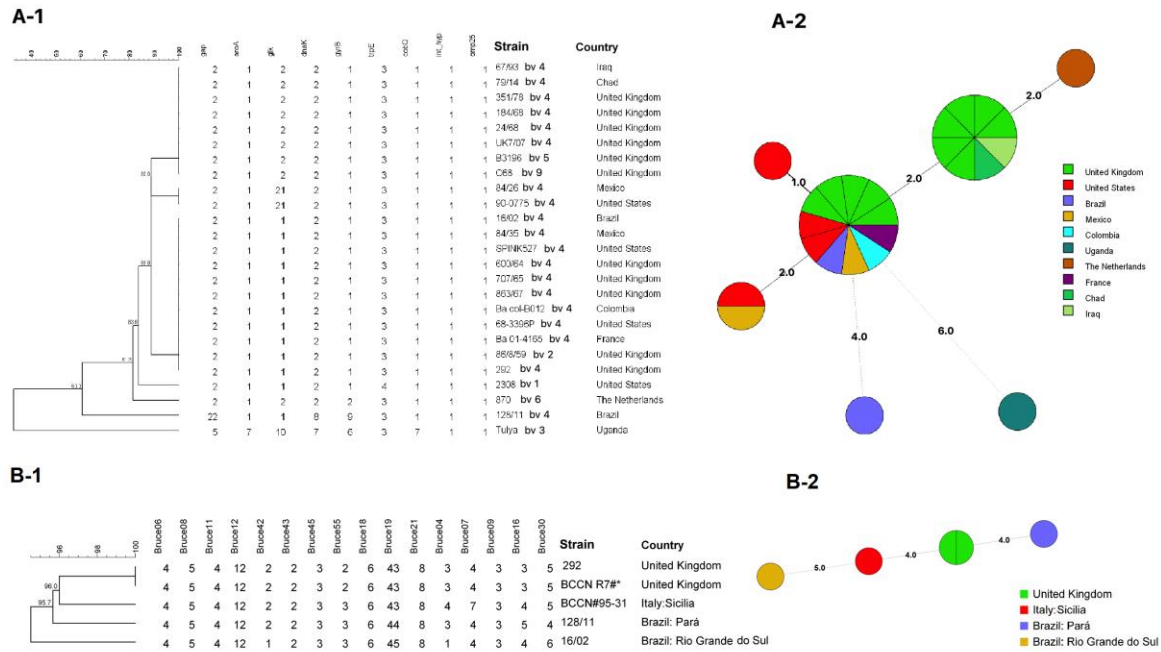 A-1
40 50 60 70 80 90 100 gap aroA glk dnaK gyrB trpE cobQ int_hyp omp25 Strain Country
2 1 2 2 1 3 1 1 1 67/93 bv 4 Iraq
2 1 2 2 1 3 1 1 1 79/14 bv 4 Chad
2 1 2 2 1 3 1 1 1 351/78 bv 4 United Kingdom
2 1 2 2 1 3 1 1 1 184/68 bv 4 United Kingdom
2 1 2 2 1 3 1 1 1 24/68 bv 4 United Kingdom
2 1 2 2 1 3 1 1 1 UK7/07 bv 4 United Kingdom
2 1 2 2 1 3 1 1 1 B3196 bv 5 United Kingdom
2 1 2 2 1 3 1 1 1 C68 bv 9 United Kingdom
2 1 21 2 1 3 1 1 1 84/26 bv 4 Mexico
2 1 21 2 1 3 1 1 1 90-0775 bv 4 United States
2 1 1 2 1 3 1 1 1 16/02 bv 4 Brazil
2 1 1 2 1 3 1 1 1 84/35 bv 4 Mexico
2 1 1 2 1 3 1 1 1 SPINK527 bv 4 United States
2 1 1 2 1 3 1 1 1 600/64 bv 4 United Kingdom
2 1 1 2 1 3 1 1 1 707/65 bv 4 United Kingdom
2 1 1 2 1 3 1 1 1 863/67 bv 4 United Kingdom
2 1 1 2 1 3 1 1 1 Ba col-B012 bv 4 Colombia
2 1 1 2 1 3 1 1 1 68-3396P bv 4 United States
2 1 1 2 1 3 1 1 1 Ba 01-4165 bv 4 France
2 1 1 2 1 3 1 1 1 86/8/59 bv 2 United Kingdom
2 1 1 2 1 3 1 1 1 292 bv 4 United Kingdom
2 1 1 2 1 4 1 1 1 2308 bv 1 United States
2 1 2 2 2 3 1 1 1 870 bv 6 The Netherlands
22 1 1 8 9 3 1 1 1 128/11 bv 4 Brazil
5 7 10 7 6 3 7 1 1 Tulya bv 3 Uganda
A-2
2.0
2.0
1.0
2.0
4.0
6.0
United Kingdom
United States
Brazil
Mexico
Colombia
Uganda
The Netherlands
France
Chad
Iraq
B-1
96 98 100 Bruce06 Bruce08 Bruce11 Bruce12 Bruce42 Bruce43 Bruce45 Bruce55 Bruce18 Bruce19 Bruce21 Bruce04 Bruce07 Bruce09 Bruce16 Bruce30 Strain Country
4 5 4 12 2 2 3 2 6 43 8 3 4 3 3 5 292 United Kingdom
96.0 4 5 4 12 2 2 3 3 6 43 8 3 4 3 3 5 BCCN R7#* United Kingdom
95.7 4 5 4 12 2 2 3 3 6 43 8 4 7 3 4 5 BCCN#95-31 Italy:Sicilia
4 5 4 12 2 2 3 3 6 44 8 3 4 3 5 4 128/11 Brazil: Pará
4 5 4 12 1 2 3 3 6 45 8 1 4 3 4 6 16/02 Brazil: Rio Grande do Sul
B-2
5.0
4.0
4.0
United Kingdom
Italy:Sicilia
Brazil: Pará
Brazil: Rio Grande do Sul